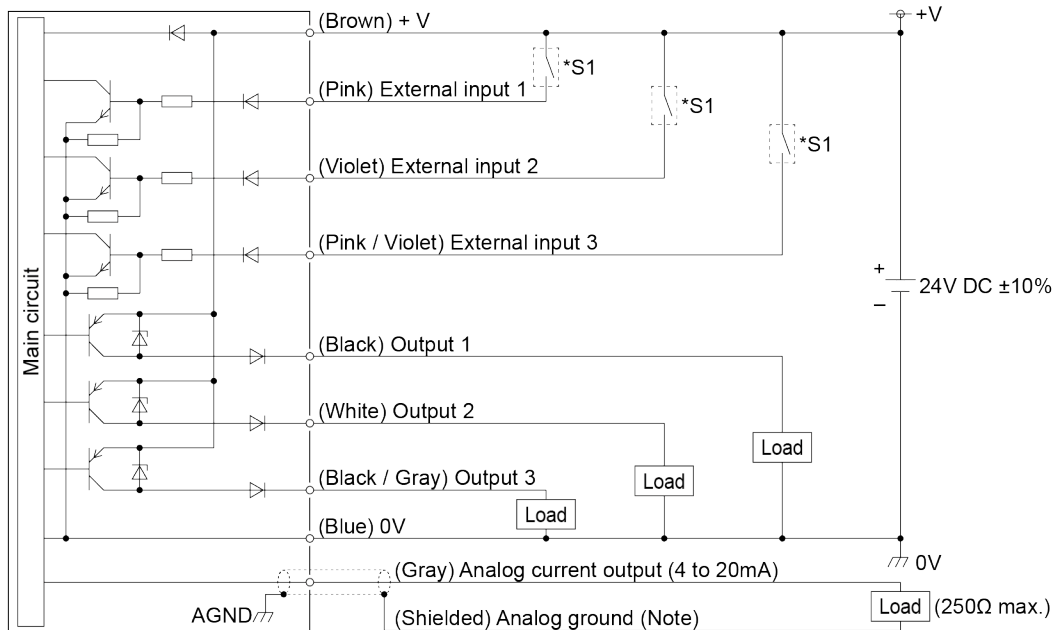 (Brown) + V
+V
*S1
(Pink) External input 1
*S1
*S1
(Violet) External input 2
(Pink / Violet) External input 3
+
24V DC ±10%
–
Main circuit
(Black) Output 1
(White) Output 2
Load
(Black / Gray) Output 3
Load
Load
(Blue) 0V
0V
(Gray) Analog current output (4 to 20mA)
Load (250Ω max.)
AGND
(Shielded) Analog ground (Note)